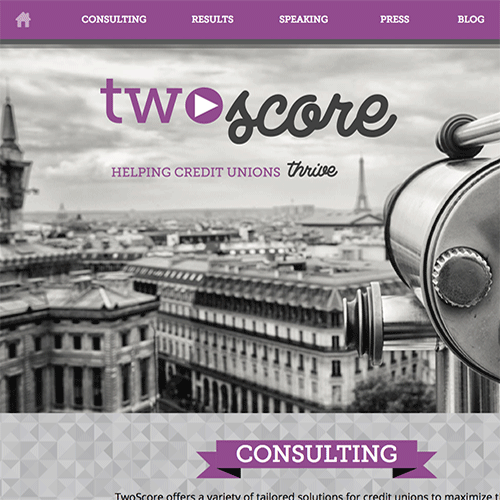 CONSULTING RESULTS SPEAKING PRESS BLOG
twoscore
HELPING CREDIT UNIONS thrive
CONSULTING
TwoScore offers a variety of tailored solutions for credit unions to maximize t